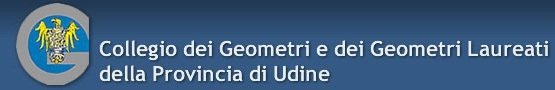 Collegio dei Geometri e dei Geometri Laureati
della Provincia di Udine